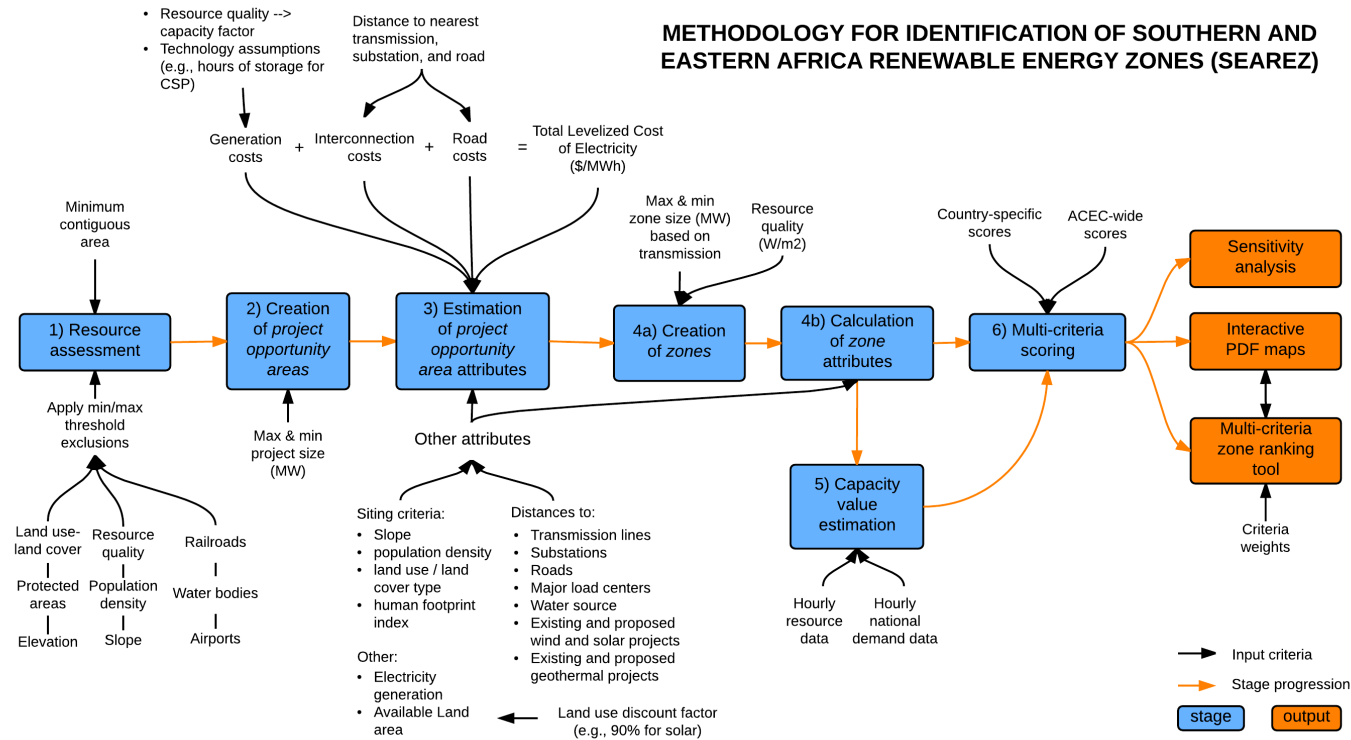 METHODOLOGY FOR IDENTIFICATION OF SOUTHERN AND
EASTERN AFRICA RENEWABLE ENERGY ZONES (SEAREZ)
• Resource quality -->
capacity factor
• Technology assumptions
(e.g., hours of storage for
CSP)
Distance to nearest
transmission,
substation, and road
Generation
costs
+
Interconnection
costs
+
Road
costs
=
Total Levelized Cost
of Electricity
($/MWh)
Minimum
contiguous
area
Max & min
zone size (MW)
based on
transmission
Resource
quality
(W/m2)
Country-specific
scores
ACEC-wide
scores
1) Resource
assessment
2) Creation
of project
opportunity
areas
3) Estimation
of project
opportunity
area attributes
4a) Creation
of zones
4b) Calculation
of zone
attributes
6) Multi-criteria
scoring
Sensitivity
analysis
Interactive
PDF maps
Multi-criteria
zone ranking
tool
Criteria
weights
5) Capacity
value
estimation
Hourly
resource
data
Hourly
national
demand data
Apply min/max
threshold
exclusions
Land use-
land cover
Protected
areas
Elevation
Resource
quality
Population
density
Slope
Railroads
Water bodies
Airports
Max & min
project size
(MW)
Other attributes
Siting criteria:
• Slope
• population density
• land use / land
cover type
• human footprint
index
Other:
• Electricity
generation
• Available Land
area
Distances to:
• Transmission lines
• Substations
• Roads
• Major load centers
• Water source
• Existing and proposed
wind and solar projects
• Existing and proposed
geothermal projects
Land use discount factor
(e.g., 90% for solar)
Input criteria
Stage progression
stage
output